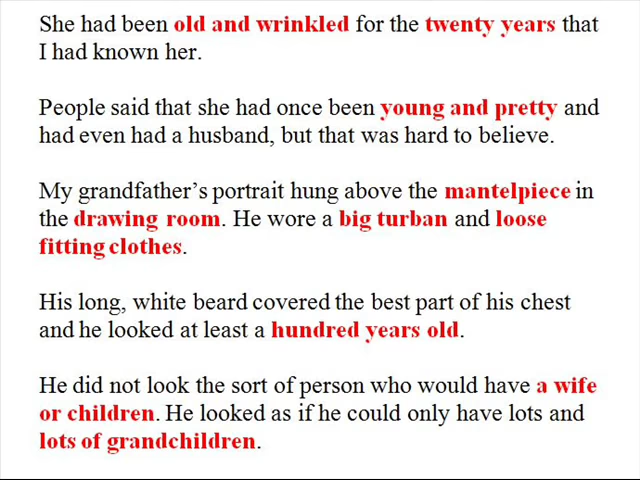 She had been old and wrinkled for the twenty years that
I had known her.
People said that she had once been young and pretty and
had even had a husband, but that was hard to believe.
My grandfather’s portrait hung above the mantelpiece in
the drawing room. He wore a big turban and loose
fitting clothes.
His long, white beard covered the best part of his chest
and he looked at least a hundred years old.
He did not look the sort of person who would have a wife
or children. He looked as if he could only have lots and
lots of grandchildren.